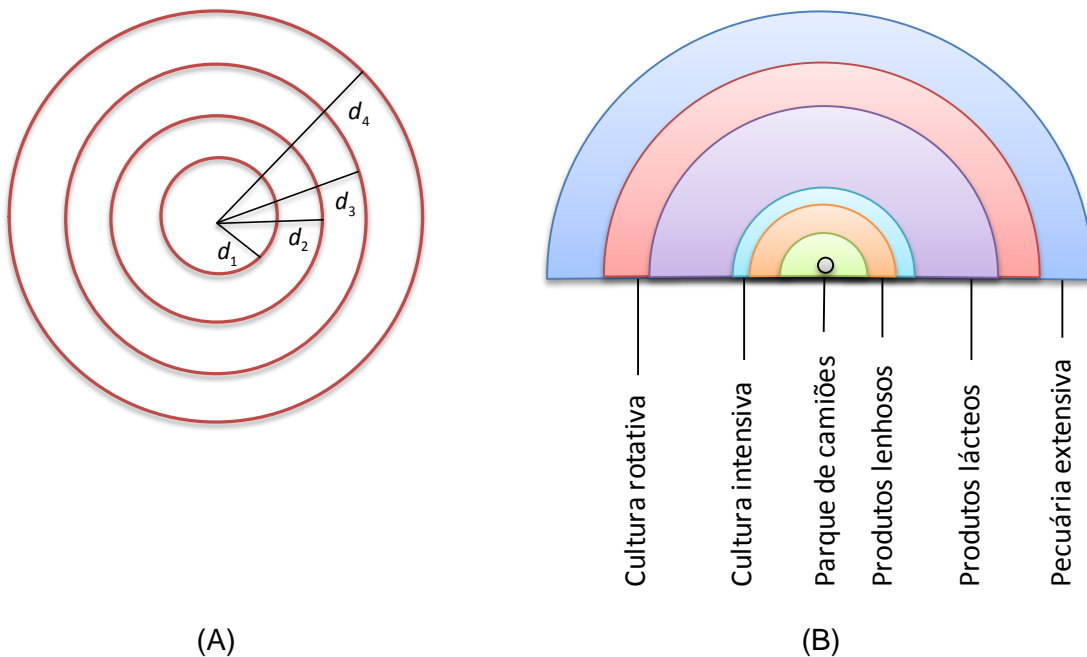 d4
d3
d2
d1
Cultura rotativa
Cultura intensiva
Parque de camiões
Produtos lenhosos
Produtos lácteos
Pecuária extensiva
(A)
(B)